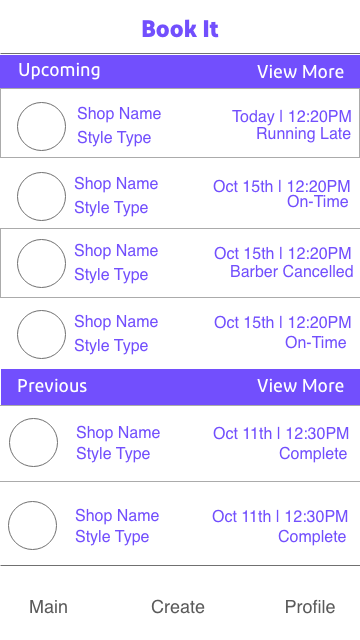 Book It
Upcoming View More
Shop Name Today | 12:20PM
Style Type Running Late
Shop Name Oct 15th | 12:20PM
Style Type On-Time
Shop Name Oct 15th | 12:20PM
Style Type Barber Cancelled
Shop Name Oct 15th | 12:20PM
Style Type On-Time
Previous View More
Shop Name Oct 11th | 12:30PM
Style Type Complete
Shop Name Oct 11th | 12:30PM
Style Type Complete
Main Create Profile